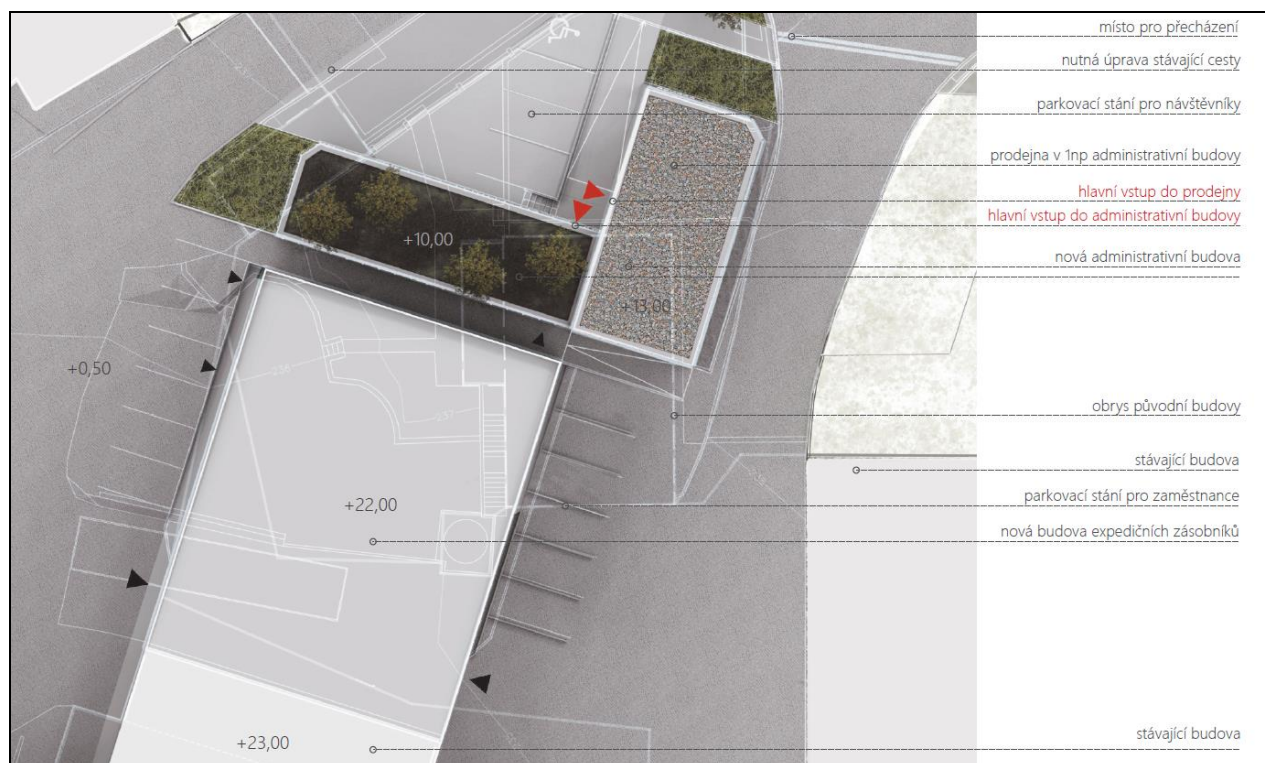 místo pro přecházení
nutná úprava stávající cesty
parkovací stání pro návštěvníky
prodejna v 1np administrativní budovy
hlavní vstup do prodejny
hlavní vstup do administrativní budovy
+10,00
nová administrativní budova
+13,00
+0,50
obrys původní budovy
stávající budova
+22,00
parkovací stání pro zaměstnance
nová budova expedičních zásobníků
+23,00
stávající budova